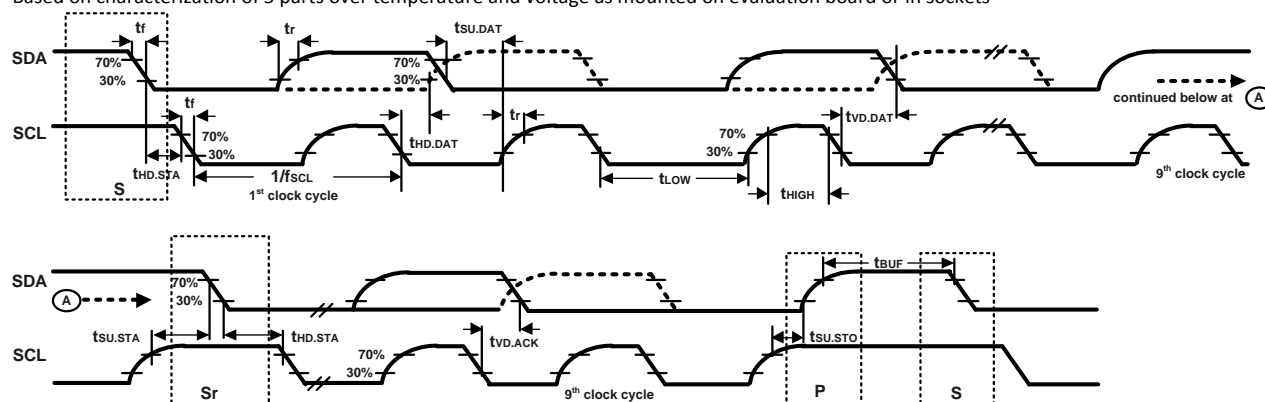 Based on characterization of 5 parts over temperature and voltage as mounted on evaluation board or in sockets
tf
tr
tSU.DAT
SDA
70%
30%
70%
30%
continued below at A
tf
tHD.DAT
tr
tVD.DAT
SCL
70%
30%
70%
30%
tHD.STA
1/fSCL
1st clock cycle
tLOW
tHIGH
9th clock cycle
S
SDA
70%
30%
A
tBUF
tSU.STA
tHD.STA
tVD.ACK
tSU.STO
SCL
70%
30%
9th clock cycle
Sr
P
S